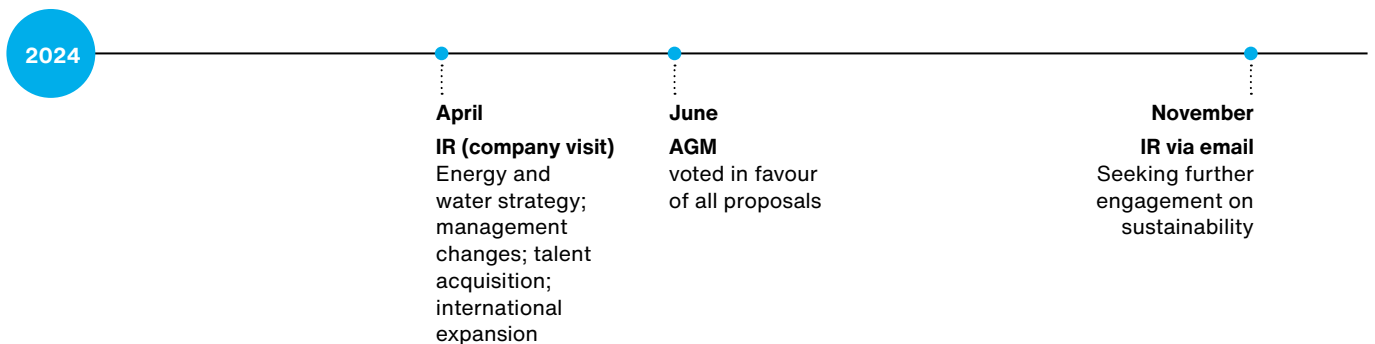 2024
April
IR (company visit)
Energy and
water strategy;
management
changes; talent
acquisition;
international
expansion
June
AGM
voted in favour
of all proposals
November
IR via email
Seeking further
engagement on
sustainability